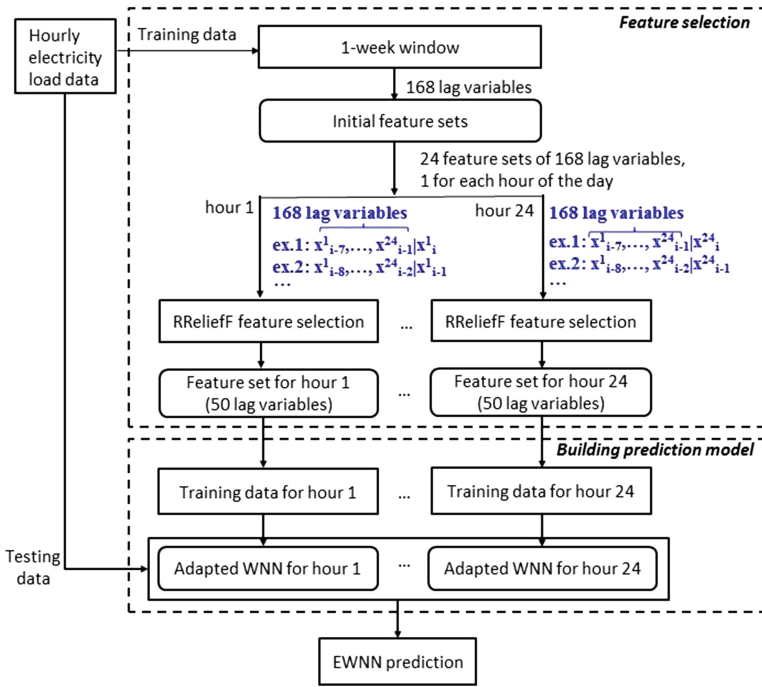 Feature selection
Hourly
electricity
load data
Training data
1-week window
168 lag variables
Initial feature sets
24 feature sets of 168 lag variables,
1 for each hour of the day
hour 1
168 lag variables
ex.1: x¹ᵢ₋₇,…, x²⁴ᵢ₋₁|x¹ᵢ
ex.2: x¹ᵢ₋₈,…, x²⁴ᵢ₋₂|x¹ᵢ₋₁
…
hour 24
168 lag variables
ex.1: x¹ᵢ₋₇,…, x²⁴ᵢ₋₁|x²⁴ᵢ
ex.2: x¹ᵢ₋₈,…, x²⁴ᵢ₋₂|x²⁴ᵢ₋₁
…
RReliefF feature selection
...
RReliefF feature selection
Feature set for hour 1
(50 lag variables)
...
Feature set for hour 24
(50 lag variables)
Building prediction model
Training data for hour 1
...
Training data for hour 24
Testing
data
Adapted WNN for hour 1
...
Adapted WNN for hour 24
EWNN prediction